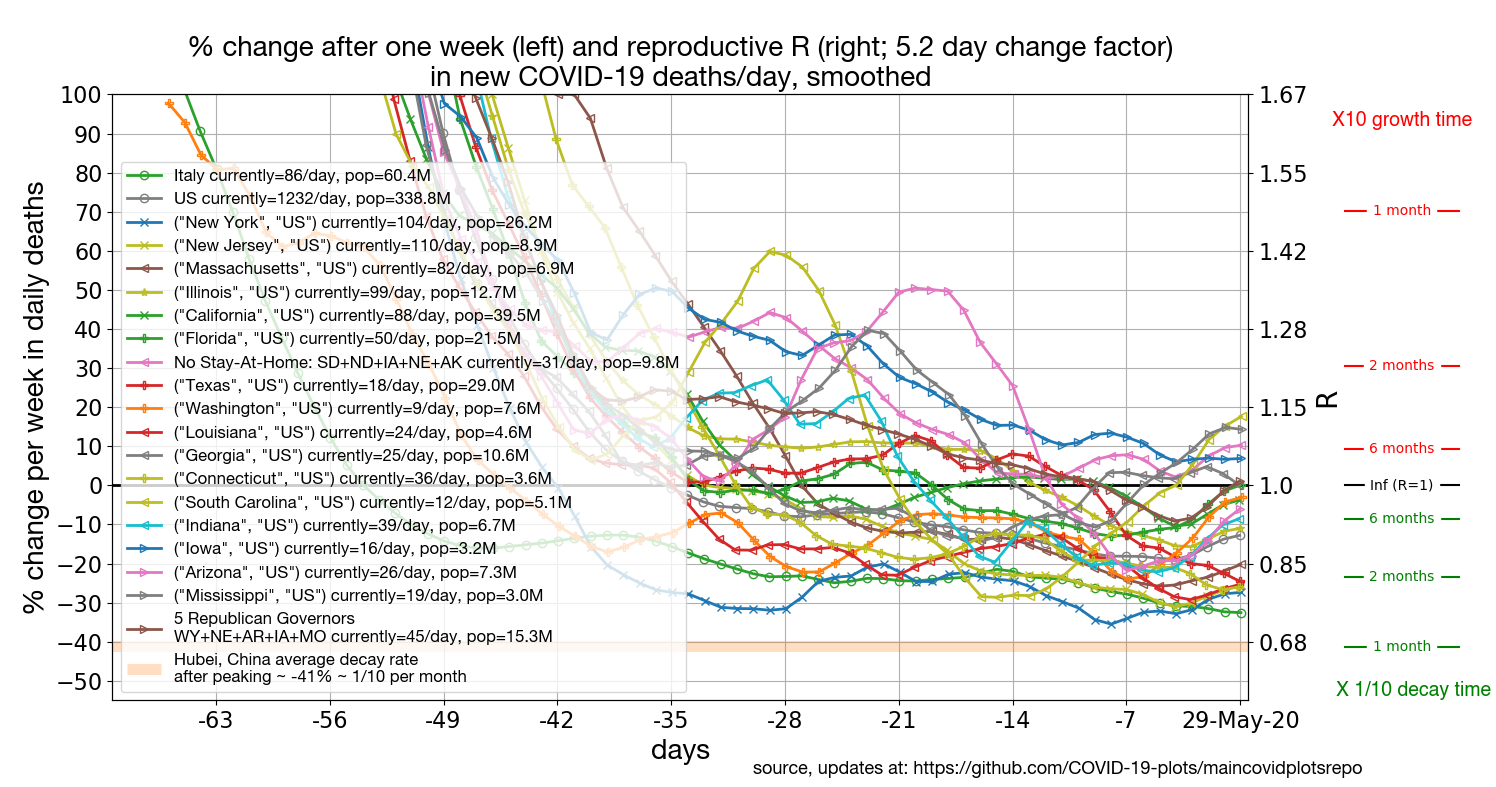 % change after one week (left) and reproductive R (right; 5.2 day change factor)
in new COVID-19 deaths/day, smoothed
% change per week in daily deaths
100
90
80
70
60
50
40
30
20
10
0
−10
−20
−30
−40
−50
Italy currently=86/day, pop=60.4M
US currently=1232/day, pop=338.8M
("New York", "US") currently=104/day, pop=26.2M
("New Jersey", "US") currently=110/day, pop=8.9M
("Massachusetts", "US") currently=82/day, pop=6.9M
("Illinois", "US") currently=99/day, pop=12.7M
("California", "US") currently=88/day, pop=39.5M
("Florida", "US") currently=50/day, pop=21.5M
No Stay-At-Home: SD+ND+IA+NE+AK currently=31/day, pop=9.8M
("Texas", "US") currently=18/day, pop=29.0M
("Washington", "US") currently=9/day, pop=7.6M
("Louisiana", "US") currently=24/day, pop=4.6M
("Georgia", "US") currently=25/day, pop=10.6M
("Connecticut", "US") currently=36/day, pop=3.6M
("South Carolina", "US") currently=12/day, pop=5.1M
("Indiana", "US") currently=39/day, pop=6.7M
("Iowa", "US") currently=16/day, pop=3.2M
("Arizona", "US") currently=26/day, pop=7.3M
("Mississippi", "US") currently=19/day, pop=3.0M
5 Republican Governors
WY+NE+AR+IA+MO currently=45/day, pop=15.3M
Hubei, China average decay rate
after peaking ~ -41% ~ 1/10 per month
1.67
1.55
1.42
1.28
1.15
1.0
0.85
0.68
R
X10 growth time
1 month
2 months
6 months
Inf (R=1)
6 months
2 months
1 month
X 1/10 decay time
-63
-56
-49
-42
-35
-28
-21
-14
-7
29-May-20
days
source, updates at: https://github.com/COVID-19-plots/maincovidplotsrepo